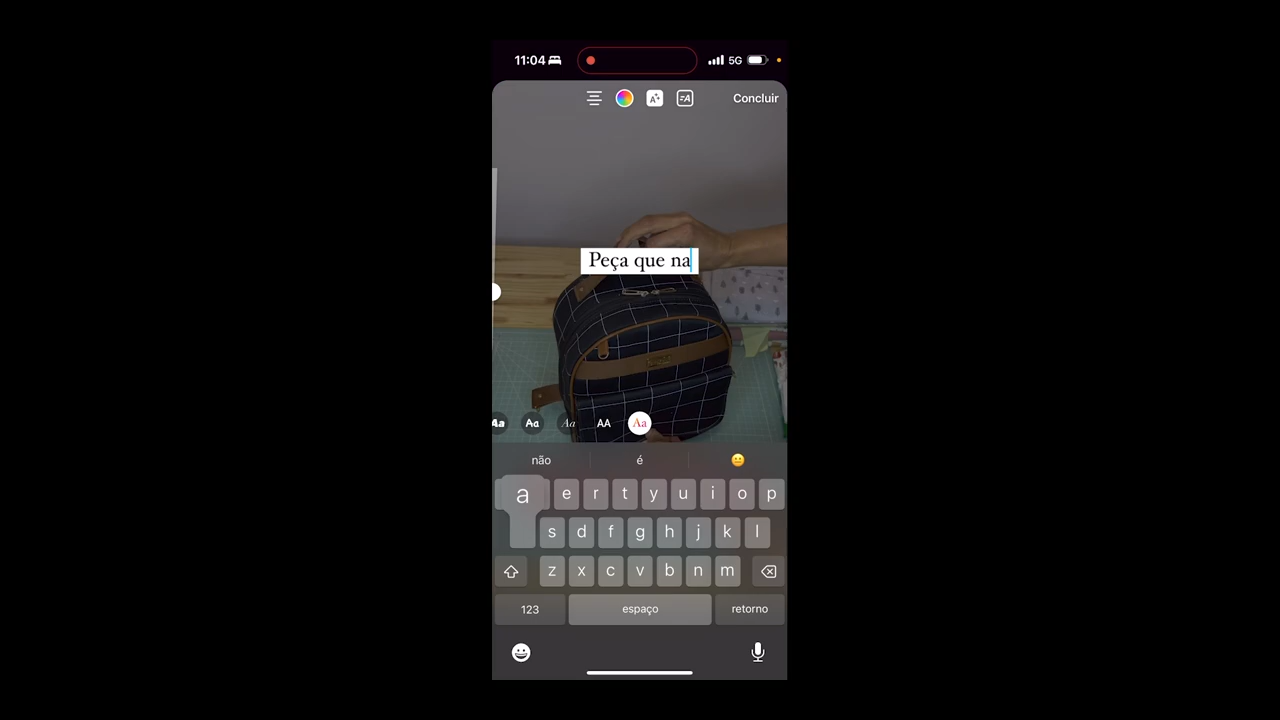 11:04
5G
Concluir
Peça que na
Aa Aa Aa AA Aa
não é
a e r t y u i o p
s d f g h j k l
z x c v b n m
123 espaço retorno